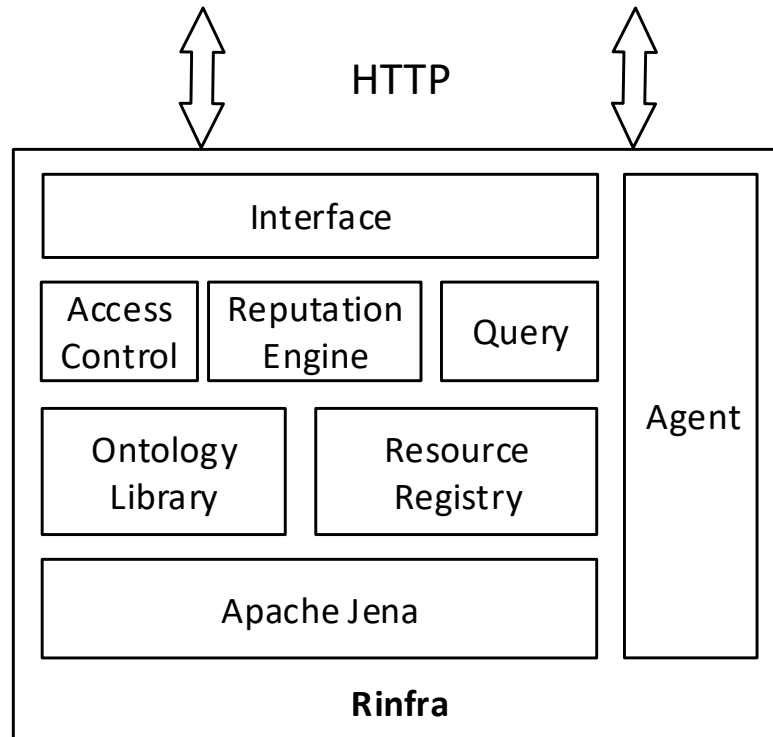 HTTP
Interface
Access
Control
Reputation
Engine
Query
Agent
Ontology
Library
Resource
Registry
Apache Jena
Rinfra